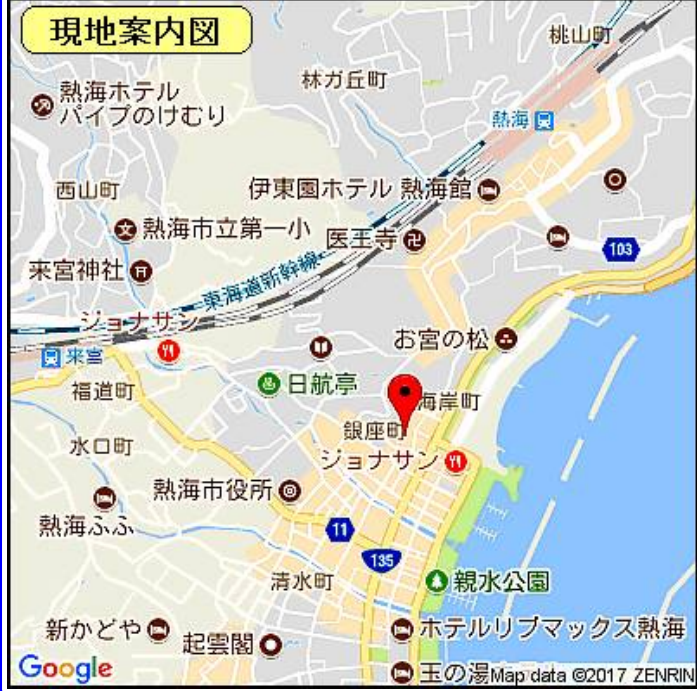 現地案内図
桃山町
林ガ丘町
熱海ホテル
パイプのけむり
熱海
西山町
伊東園ホテル 熱海館
熱海市立第一小
医王寺
103
来宮神社
東海道新幹線
ジョナサン
お宮の松
来宮
日航亭
福道町
海岸町
銀座町
水口町
ジョナサン
熱海市役所
熱海ふふ
11
135
清水町
親水公園
新かどや
起雲閣
ホテルリブマックス熱海
玉の湯
Google
Map data ©2017 ZENRIN